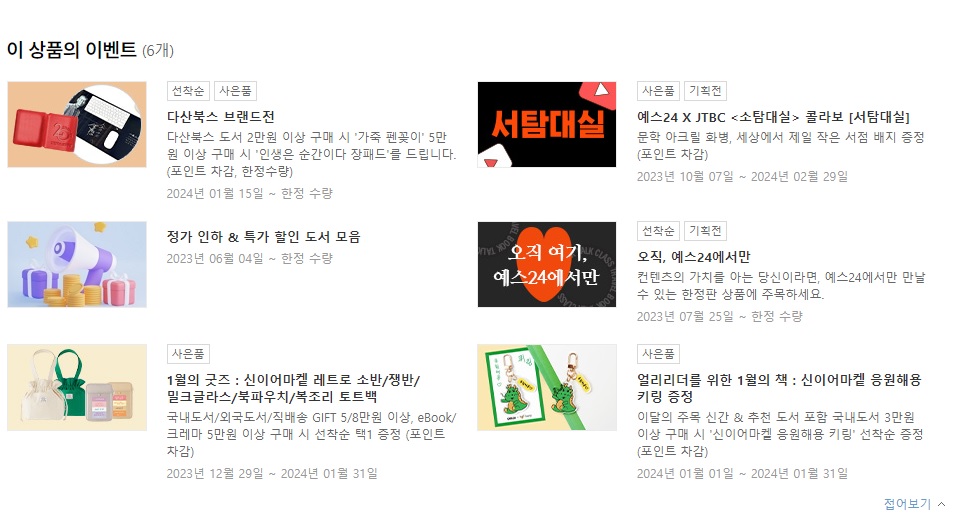 이 상품의 이벤트 (6개)
선착순 사은품
다산북스 브랜드전
다산북스 도서 2만원 이상 구매 시 '가죽 펜꽂이' 5만
원 이상 구매 시 '인생은 순간이다 장패드'를 드립니다.
(포인트 차감, 한정수량)
2024년 01월 15일 ~ 한정 수량
서탐대실
사은품 기획전
예스24 X JTBC <소탐대실> 콜라보 [서탐대실]
문학 아크릴 화병, 세상에서 제일 작은 서점 배지 증정
(포인트 차감)
2023년 10월 07일 ~ 2024년 02월 29일
정가 인하 & 특가 할인 도서 모음
2023년 06월 04일 ~ 한정 수량
오직 여기,
예스24에서만
선착순 기획전
오직, 예스24에서만
컨텐츠의 가치를 아는 당신이라면, 예스24에서만 만날
수 있는 한정판 상품에 주목하세요.
2023년 07월 25일 ~ 한정 수량
사은품
1월의 굿즈 : 신이어마켙 레트로 소반/쟁반/
밀크글라스/북파우치/복조리 토트백
국내도서/외국도서/직배송 GIFT 5/8만원 이상, eBook/
크레마 5만원 이상 구매 시 선착순 택1 증정 (포인트
차감)
2023년 12월 29일 ~ 2024년 01월 31일
사은품
얼리리더를 위한 1월의 책 : 신이어마켙 응원해용
키링 증정
이달의 주목 신간 & 추천 도서 포함 국내도서 3만원
이상 구매 시 '신이어마켙 응원해용 키링' 선착순 증정
(포인트 차감)
2024년 01월 01일 ~ 2024년 01월 31일
접어보기